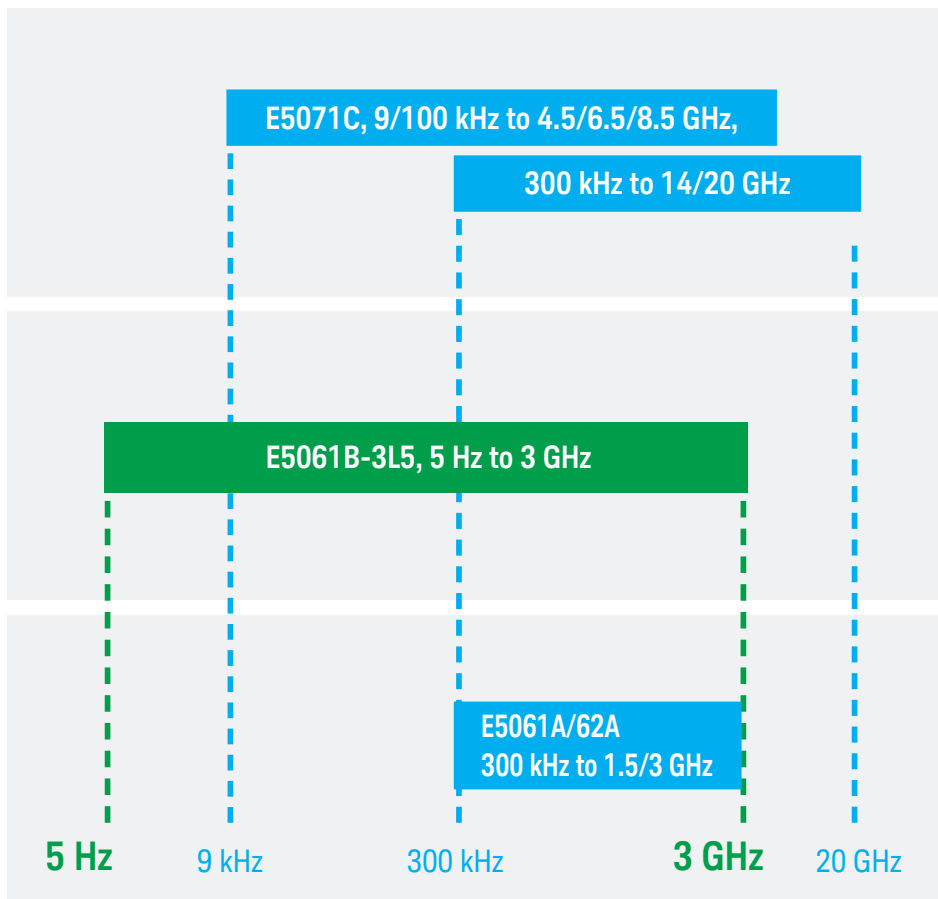 E5071C, 9/100 kHz to 4.5/6.5/8.5 GHz,
300 kHz to 14/20 GHz
E5061B-3L5, 5 Hz to 3 GHz
E5061A/62A
300 kHz to 1.5/3 GHz
5 Hz
9 kHz
300 kHz
3 GHz
20 GHz